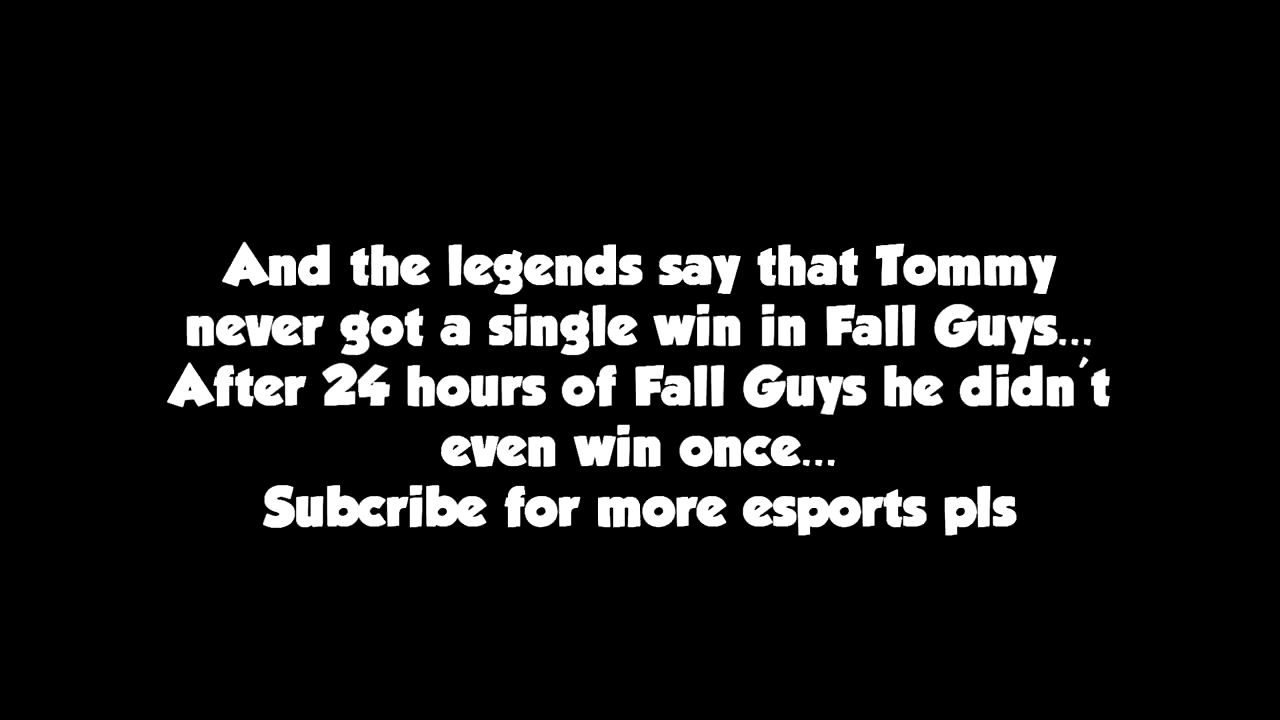 And the legends say that Tommy
never got a single win in Fall Guys...
After 24 hours of Fall Guys he didn't
even win once...
Subcribe for more esports pls